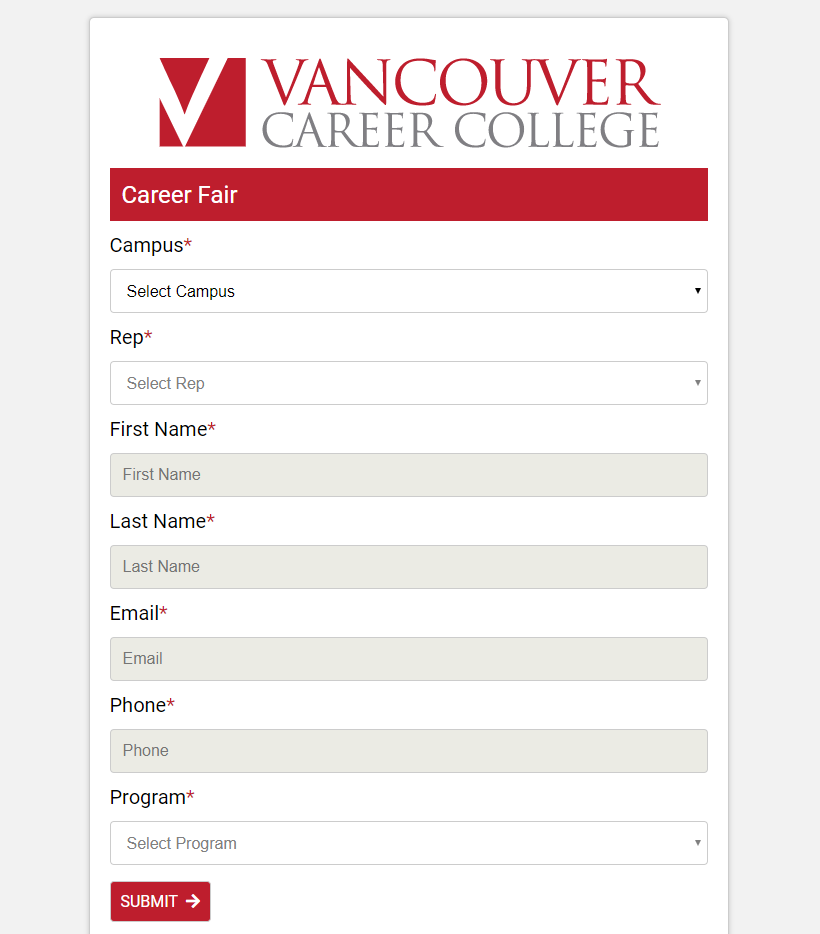 VANCOUVER
CAREER COLLEGE
Career Fair
Campus*
Select Campus
Rep*
Select Rep
First Name*
First Name
Last Name*
Last Name
Email*
Email
Phone*
Phone
Program*
Select Program
SUBMIT